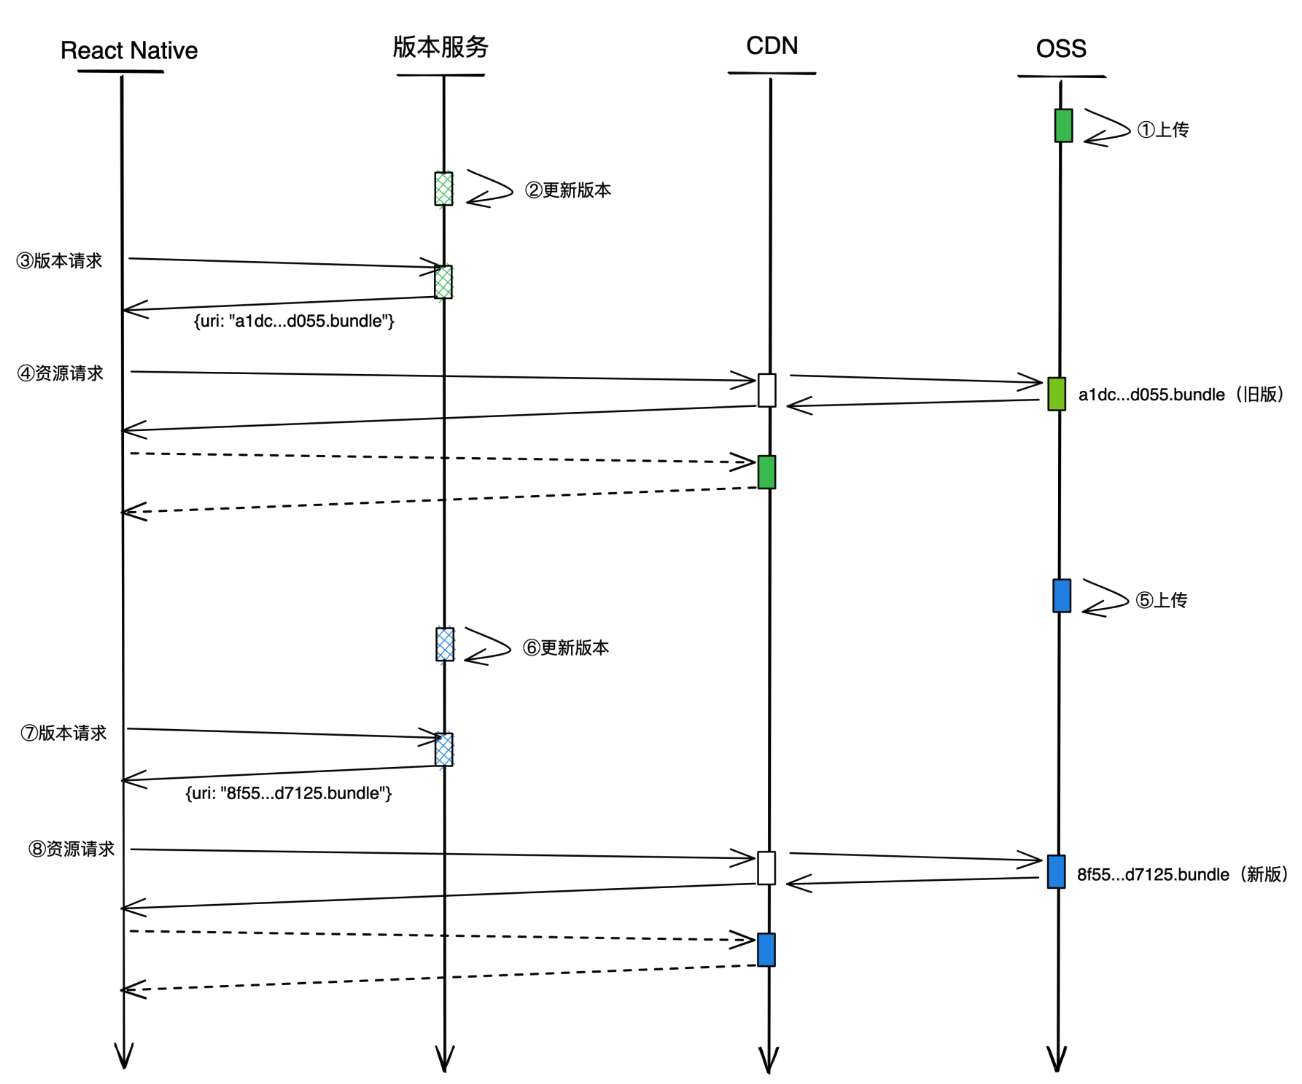 React Native
版本服务
CDN
OSS
①上传
②更新版本
③版本请求
{uri: "a1dc...d055.bundle"}
④资源请求
a1dc...d055.bundle（旧版）
⑤上传
⑥更新版本
⑦版本请求
{uri: "8f55...d7125.bundle"}
⑧资源请求
8f55...d7125.bundle（新版）